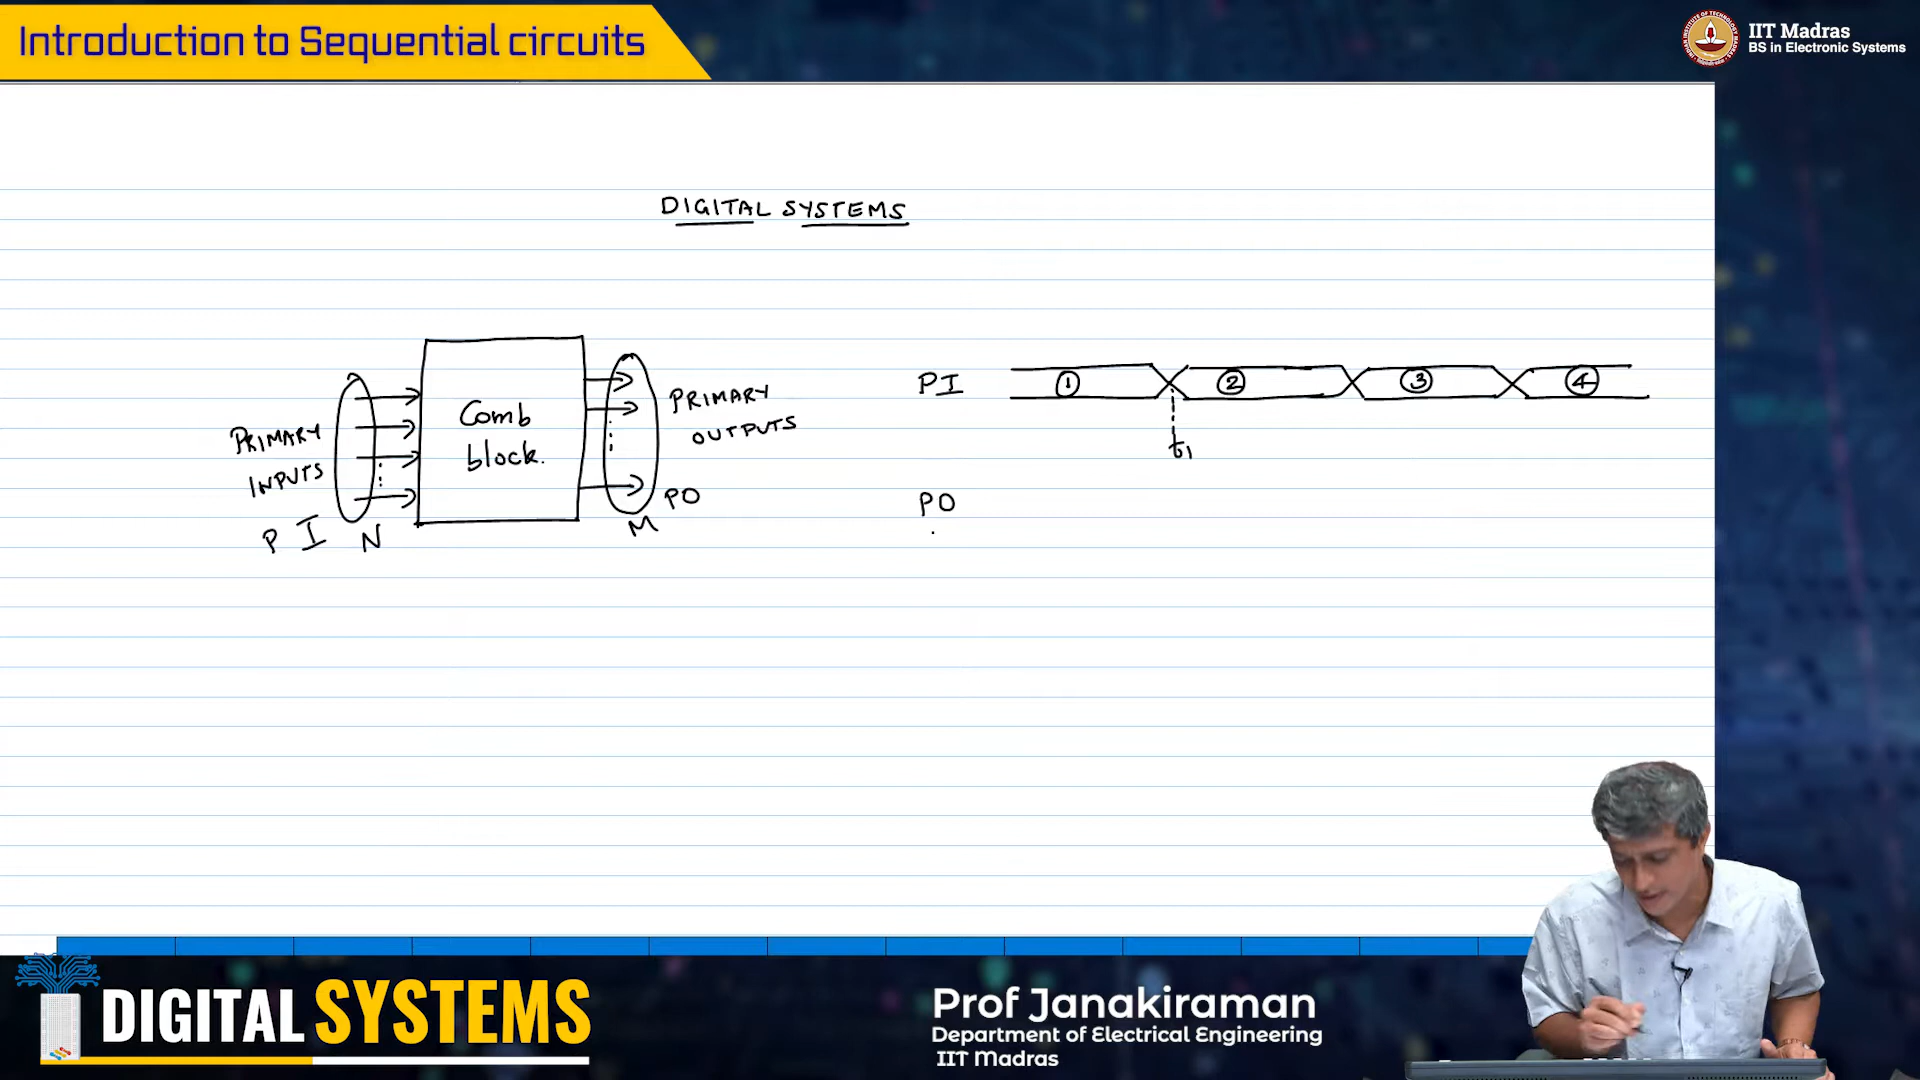 Introduction to Sequential circuits
IIT Madras
BS in Electronic Systems
DIGITAL SYSTEMS
PRIMARY
INPUTS
P I N
Comb
block.
PRIMARY
OUTPUTS
PO
M
PI 1 2 3 4
t1
PO
DIGITAL SYSTEMS
Prof Janakiraman
Department of Electrical Engineering
IIT Madras